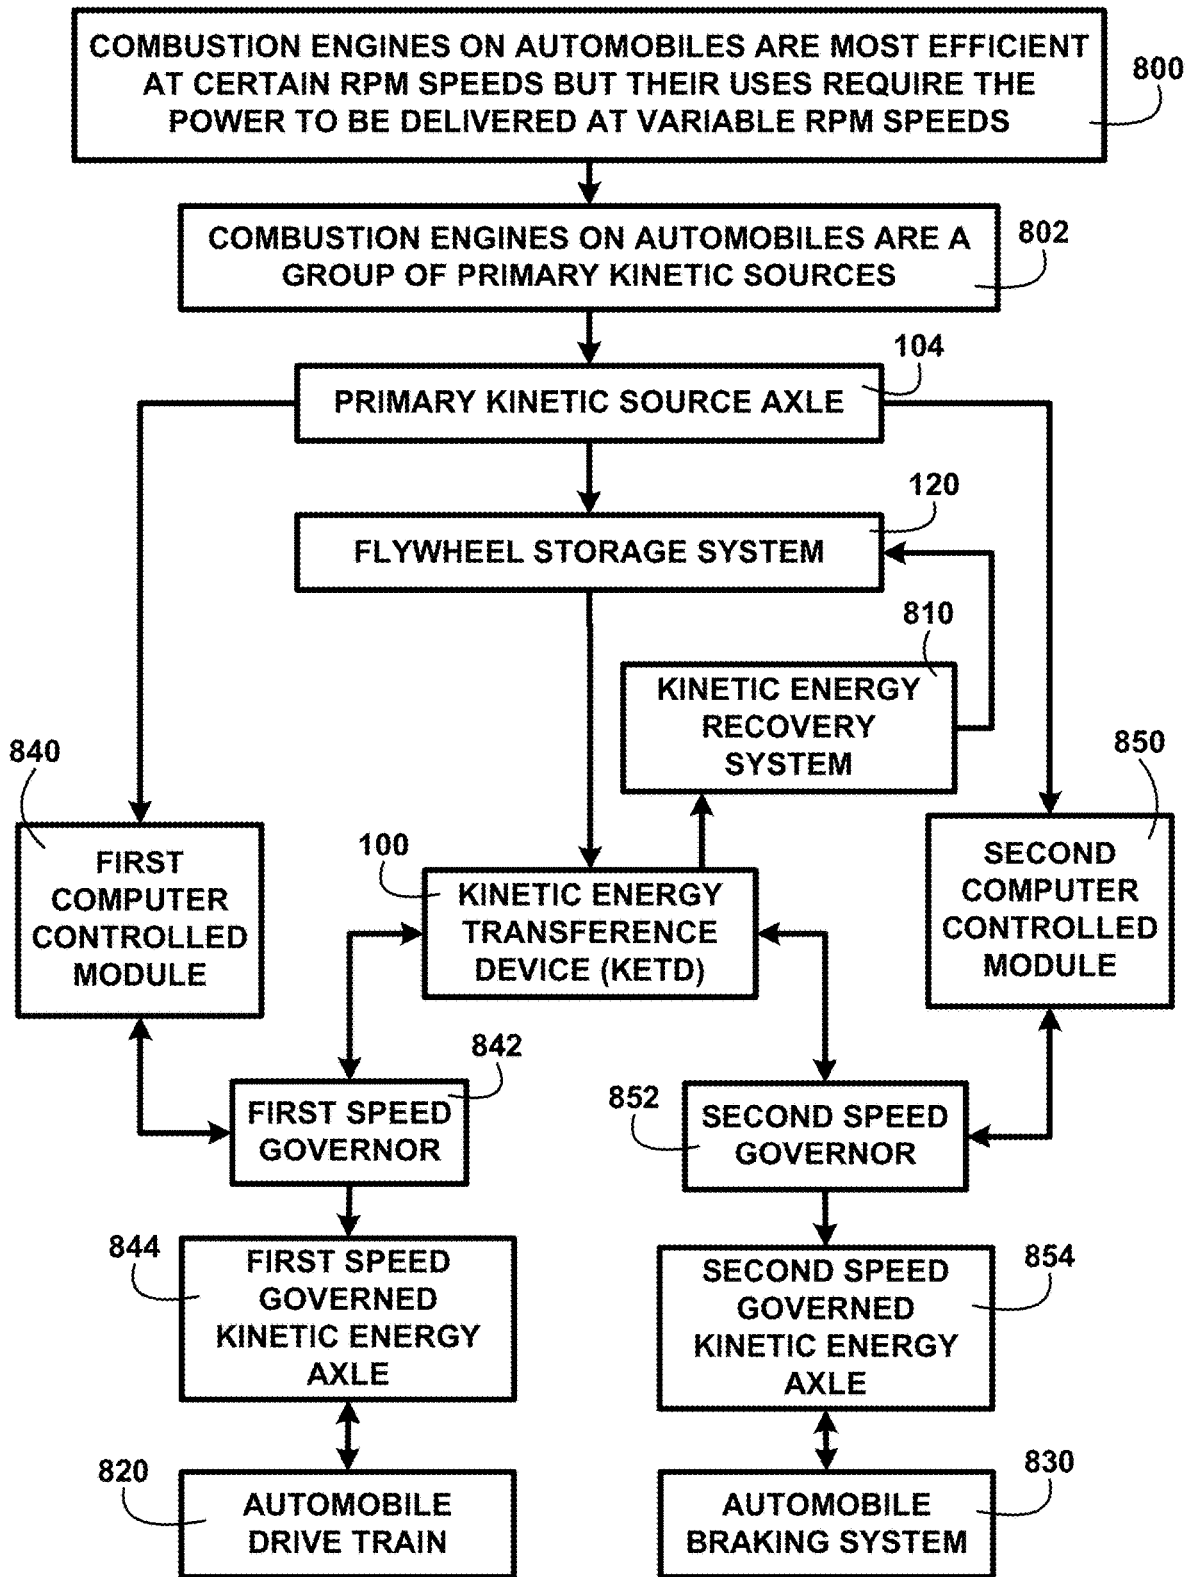 COMBUSTION ENGINES ON AUTOMOBILES ARE MOST EFFICIENT
AT CERTAIN RPM SPEEDS BUT THEIR USES REQUIRE THE
POWER TO BE DELIVERED AT VARIABLE RPM SPEEDS
800
COMBUSTION ENGINES ON AUTOMOBILES ARE A
GROUP OF PRIMARY KINETIC SOURCES
802
104
PRIMARY KINETIC SOURCE AXLE
120
FLYWHEEL STORAGE SYSTEM
810
KINETIC ENERGY
RECOVERY
SYSTEM
840
FIRST
COMPUTER
CONTROLLED
MODULE
100
KINETIC ENERGY
TRANSFERENCE
DEVICE (KETD)
850
SECOND
COMPUTER
CONTROLLED
MODULE
842
FIRST SPEED
GOVERNOR
852
SECOND SPEED
GOVERNOR
844
FIRST SPEED
GOVERNED
KINETIC ENERGY
AXLE
854
SECOND SPEED
GOVERNED
KINETIC ENERGY
AXLE
820
AUTOMOBILE
DRIVE TRAIN
830
AUTOMOBILE
BRAKING SYSTEM